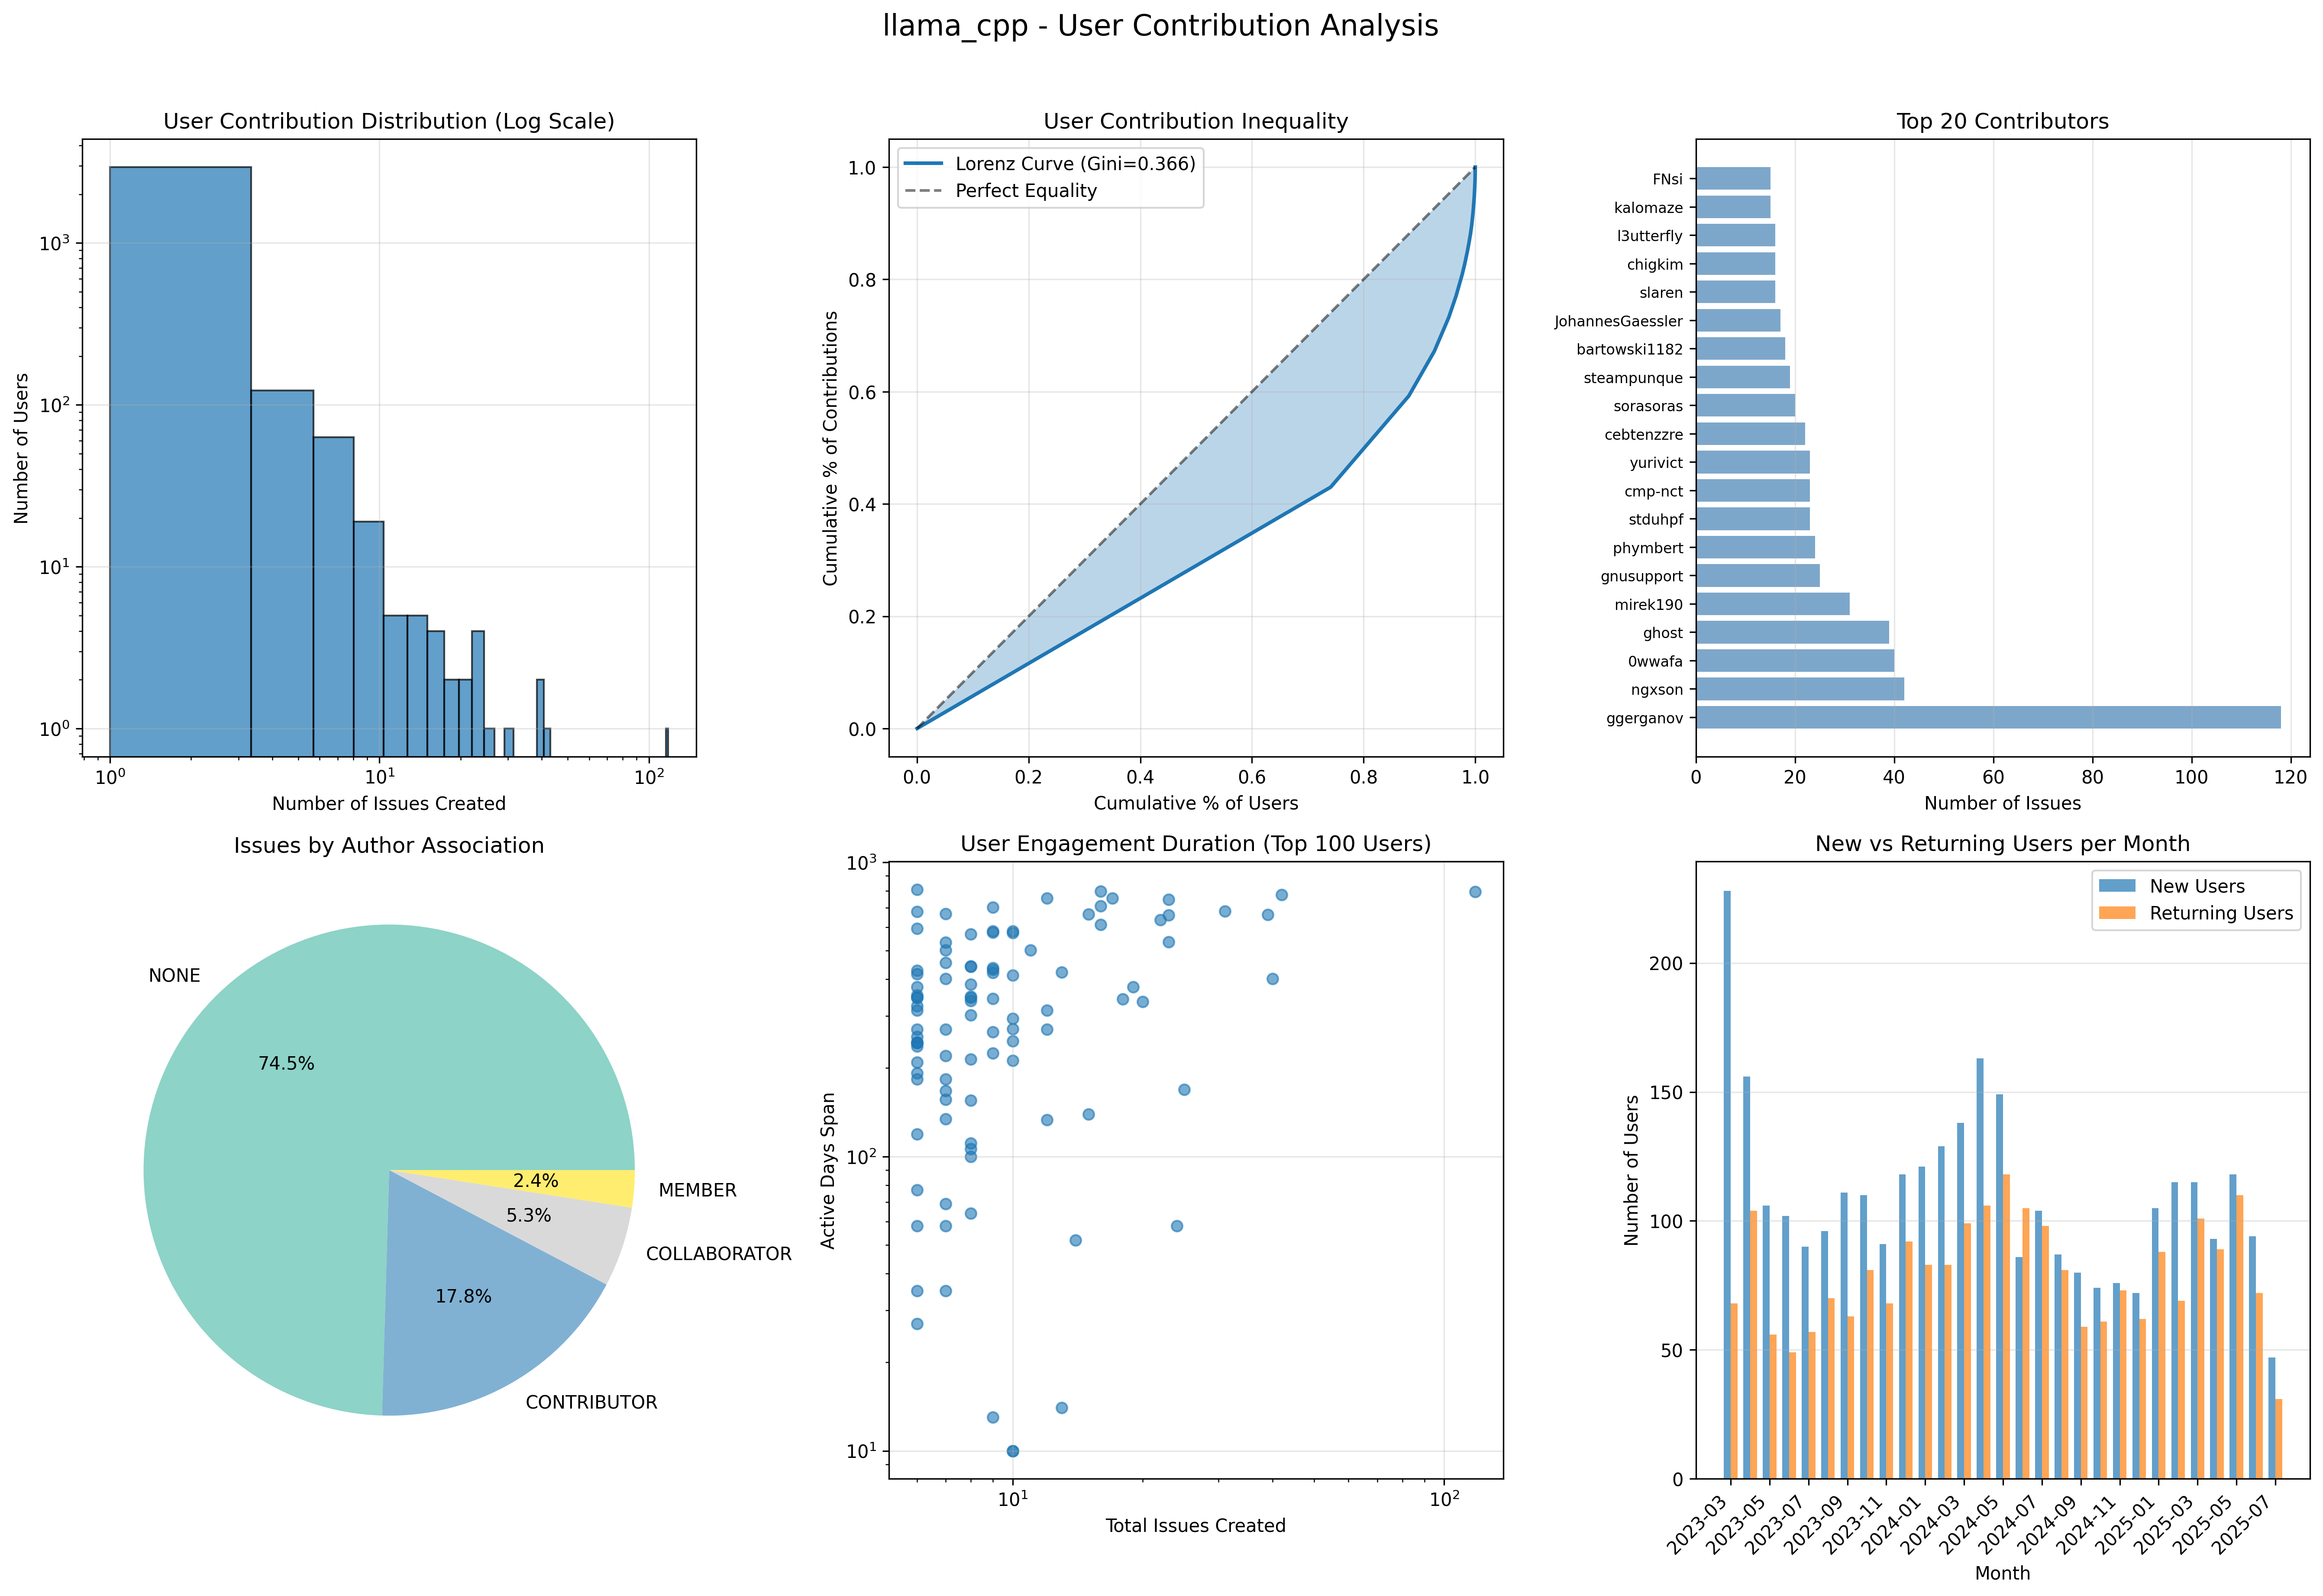 llama_cpp - User Contribution Analysis
User Contribution Distribution (Log Scale)
Number of Users
10³
10²
10¹
10⁰
10⁰ 10¹ 10²
Number of Issues Created
User Contribution Inequality
Lorenz Curve (Gini=0.366)
Perfect Equality
Cumulative % of Contributions
1.0
0.8
0.6
0.4
0.2
0.0
0.0 0.2 0.4 0.6 0.8 1.0
Cumulative % of Users
Top 20 Contributors
FNsi
kalomaze
l3utterfly
chigkim
slaren
JohannesGaessler
bartowski1182
steampunque
sorasoras
cebtenzzre
yurivict
cmp-nct
stduhpf
phymbert
gnusupport
mirek190
ghost
0wwafa
ngxson
ggerganov
0 20 40 60 80 100 120
Number of Issues
Issues by Author Association
NONE
74.5%
2.4%
MEMBER
5.3%
COLLABORATOR
17.8%
CONTRIBUTOR
User Engagement Duration (Top 100 Users)
Active Days Span
10³
10²
10¹
10¹ 10²
Total Issues Created
New vs Returning Users per Month
New Users
Returning Users
Number of Users
200
150
100
50
0
2023-03 2023-05 2023-07 2023-09 2023-11 2024-01 2024-03 2024-05 2024-07 2024-09 2024-11 2025-01 2025-03 2025-05 2025-07
Month